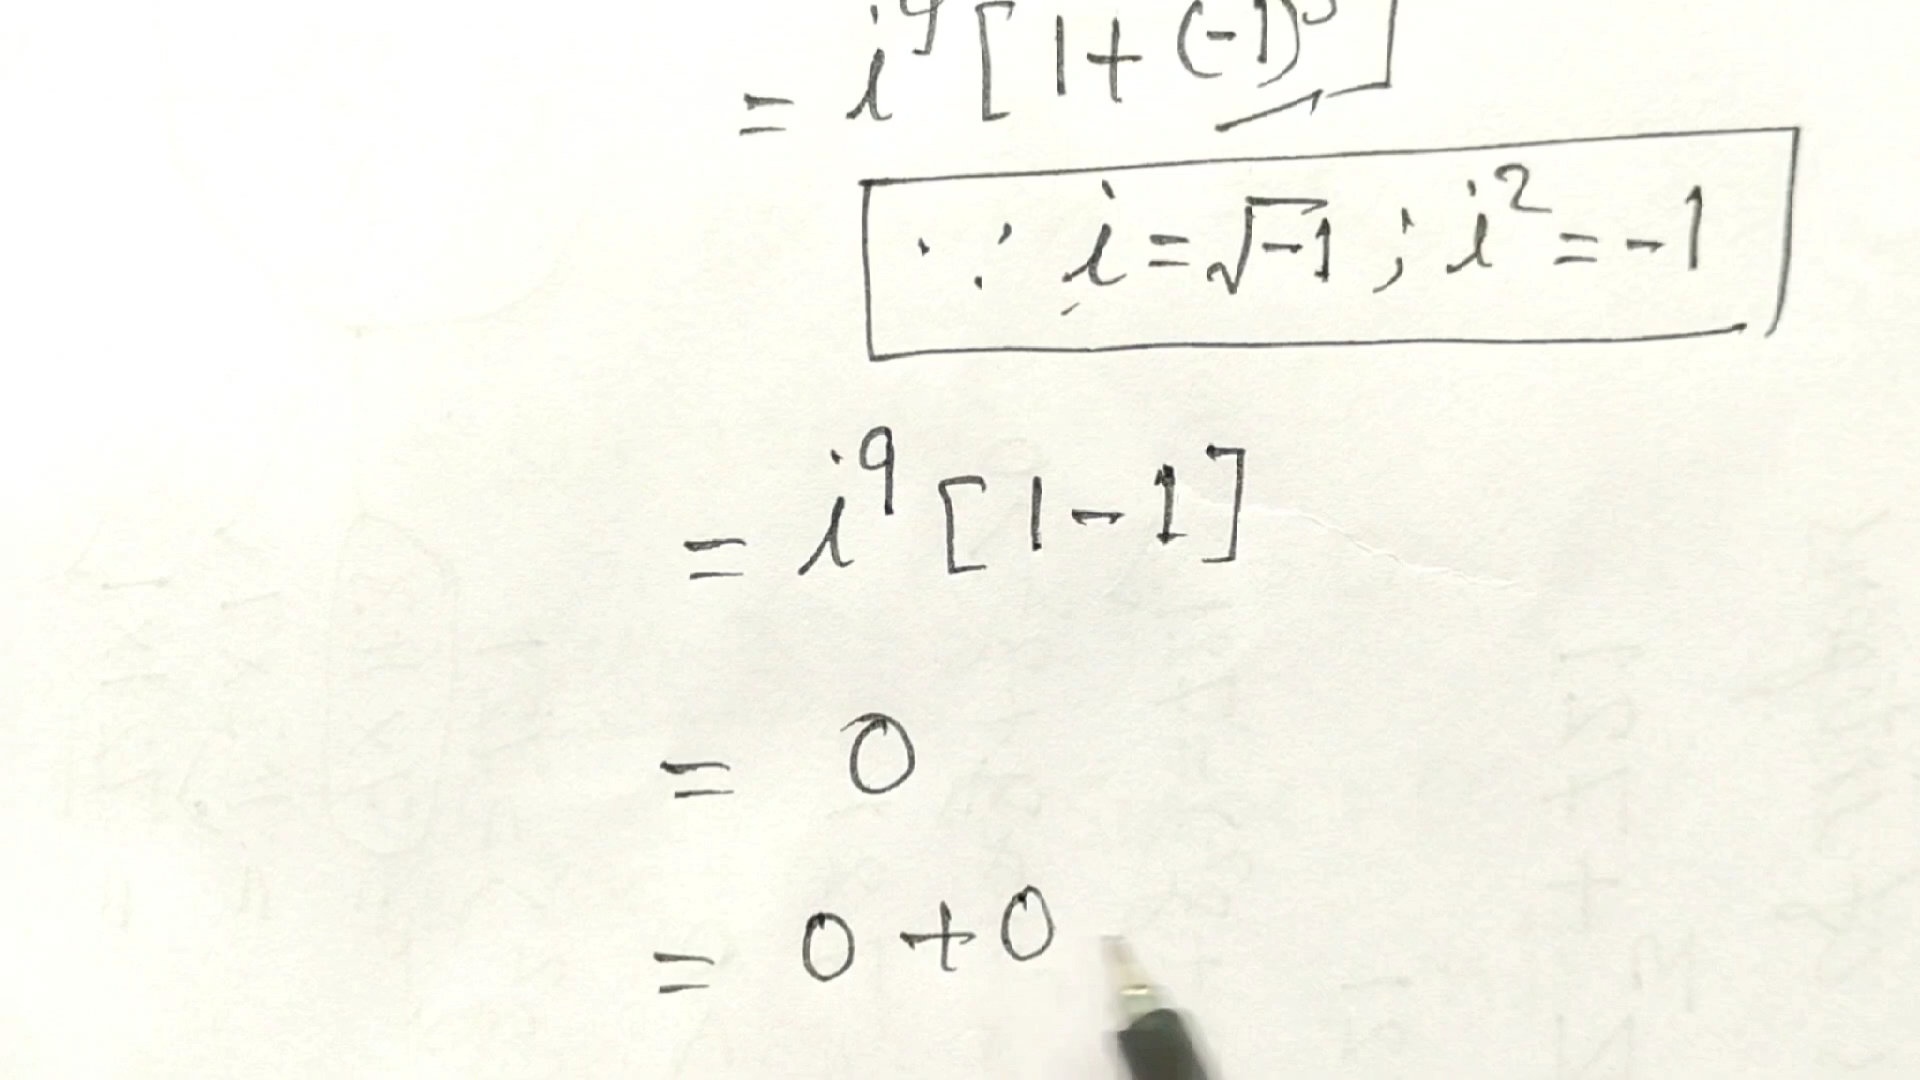 = i⁹ [1 + (-1)⁵]
∵ i = √-1 ; i² = -1
= i⁹ [1 - 1]
= 0
= 0 + 0